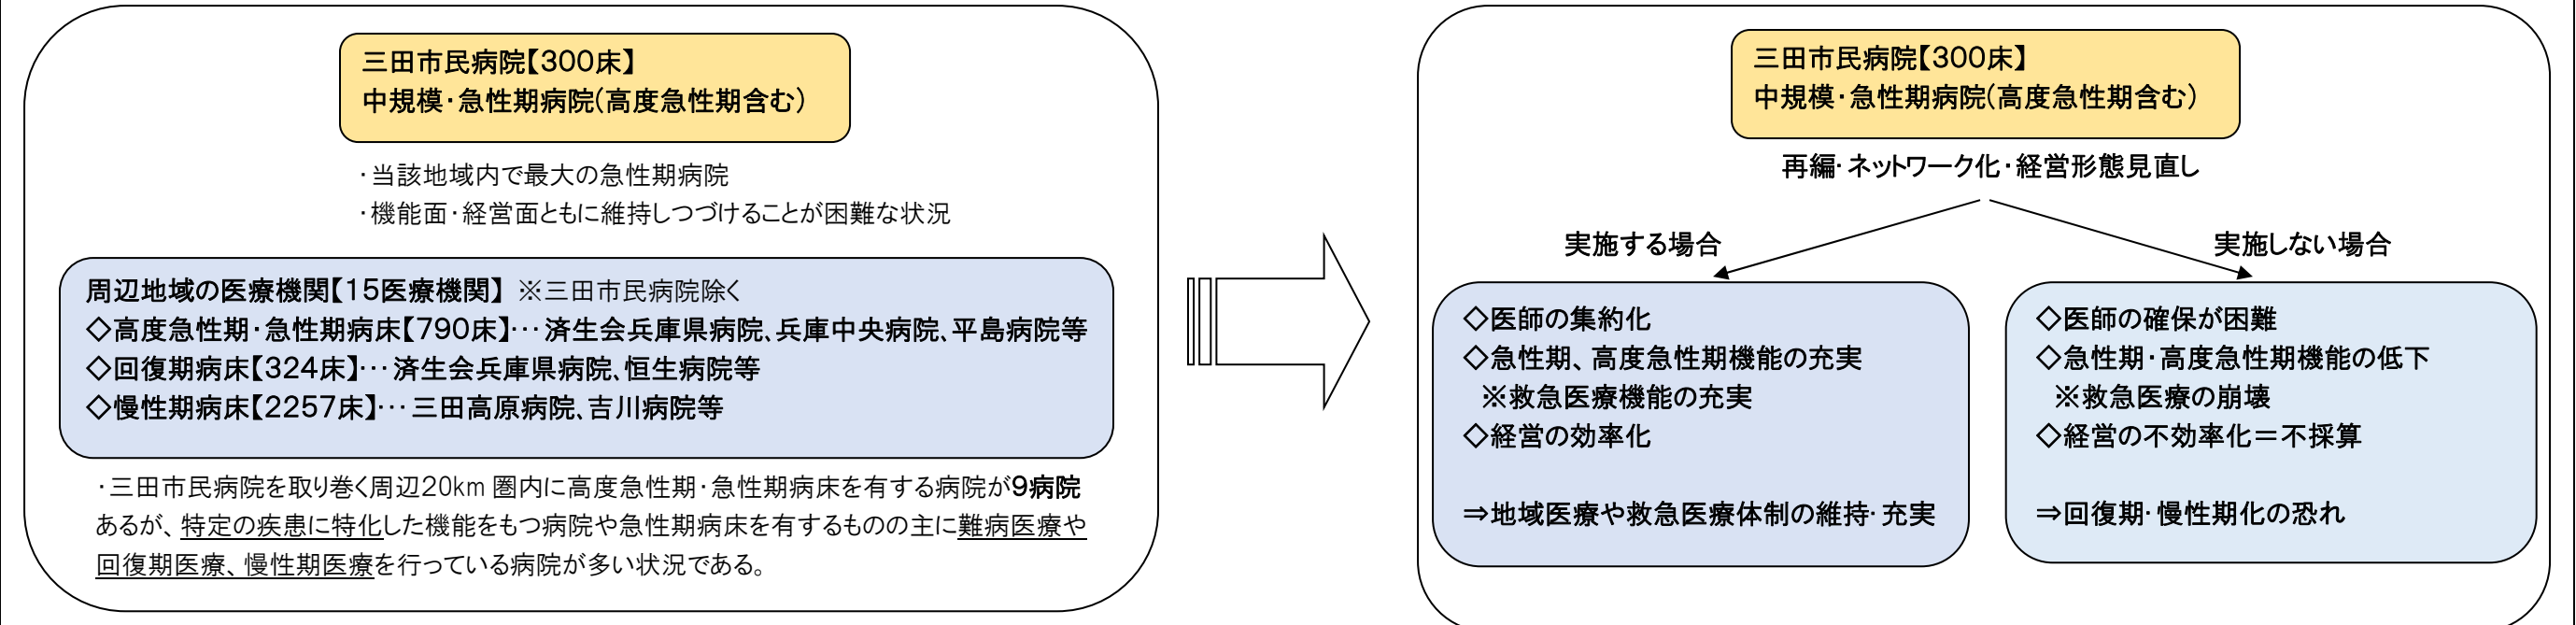 三田市民病院【300床】
中規模・急性期病院(高度急性期含む)
・当該地域内で最大の急性期病院
・機能面・経営面ともに維持しつづけることが困難な状況
周辺地域の医療機関【15医療機関】 ※三田市民病院除く
◇高度急性期・急性期病床【790床】…済生会兵庫県病院、兵庫中央病院、平島病院等
◇回復期病床【324床】…済生会兵庫県病院、恒生病院等
◇慢性期病床【2257床】…三田高原病院、吉川病院等
・三田市民病院を取り巻く周辺20km 圏内に高度急性期・急性期病床を有する病院が9病院
あるが、特定の疾患に特化した機能をもつ病院や急性期病床を有するものの主に難病医療や
回復期医療、慢性期医療を行っている病院が多い状況である。
三田市民病院【300床】
中規模・急性期病院(高度急性期含む)
再編・ネットワーク化・経営形態見直し
実施する場合
◇医師の集約化
◇急性期、高度急性期機能の充実
※救急医療機能の充実
◇経営の効率化
⇒地域医療や救急医療体制の維持・充実
実施しない場合
◇医師の確保が困難
◇急性期・高度急性期機能の低下
※救急医療の崩壊
◇経営の不効率化＝不採算
⇒回復期・慢性期化の恐れ